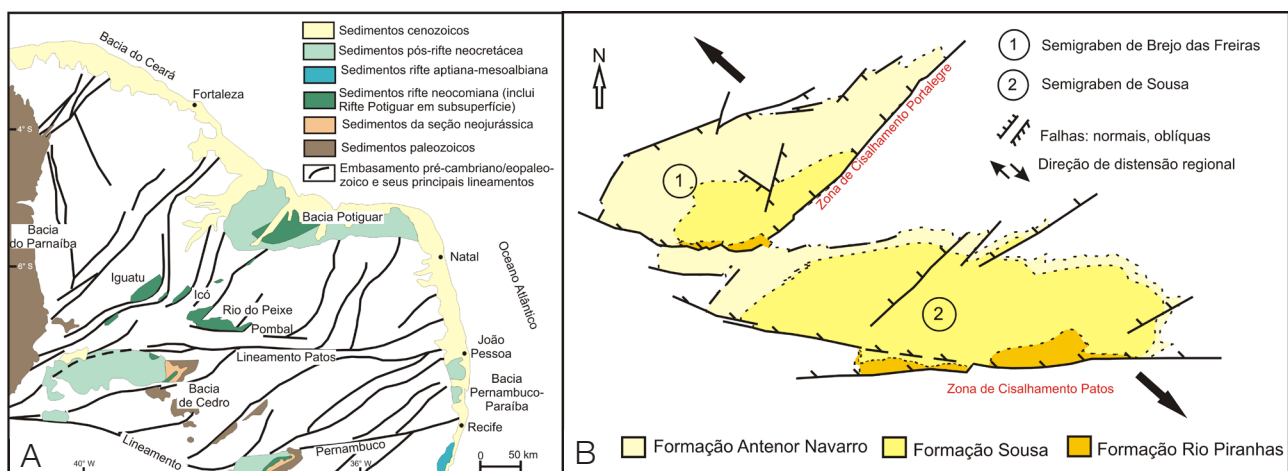 Bacia do Ceará
Fortaleza
4° S
Bacia
do Parnaíba
6° S
Iguatu
Icó
Rio do Peixe
Pombal
Bacia Potiguar
Natal
Oceano Atlântico
João
Pessoa
Lineamento Patos
Bacia
de Cedro
Bacia
Pernambuco-
Paraíba
Recife
Lineamento
Pernambuco
40° W
36° W
0
50 km
A
Sedimentos cenozoicos
Sedimentos pós-rifte neocretácea
Sedimentos rifte aptiana-mesoalbiana
Sedimentos rifte neocomiana (inclui
Rifte Potiguar em subsuperfície)
Sedimentos da seção neojurássica
Sedimentos paleozoicos
Embasamento pré-cambriano/eopaleo-
zoico e seus principais lineamentos
B
N
1
Zona de Cisalhamento Portalegre
2
Zona de Cisalhamento Patos
1 Semigraben de Brejo das Freiras
2 Semigraben de Sousa
Falhas: normais, oblíquas
Direção de distensão regional
Formação Antenor Navarro
Formação Sousa
Formação Rio Piranhas